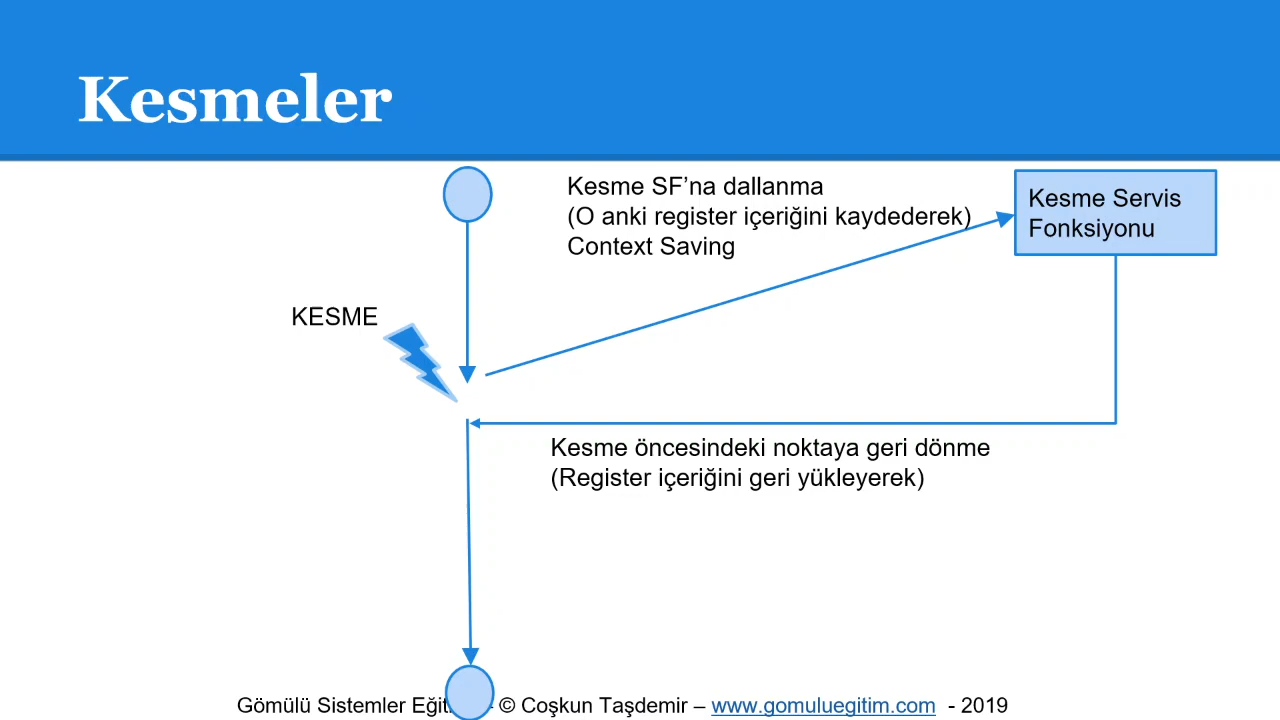 Kesmeler
Kesme SF’na dallanma
(O anki register içeriğini kaydederek)
Context Saving
Kesme Servis
Fonksiyonu
KESME
Kesme öncesindeki noktaya geri dönme
(Register içeriğini geri yükleyerek)
Gömülü Sistemler © Coşkun Taşdemir – www.gomuluegitim.com - 2019